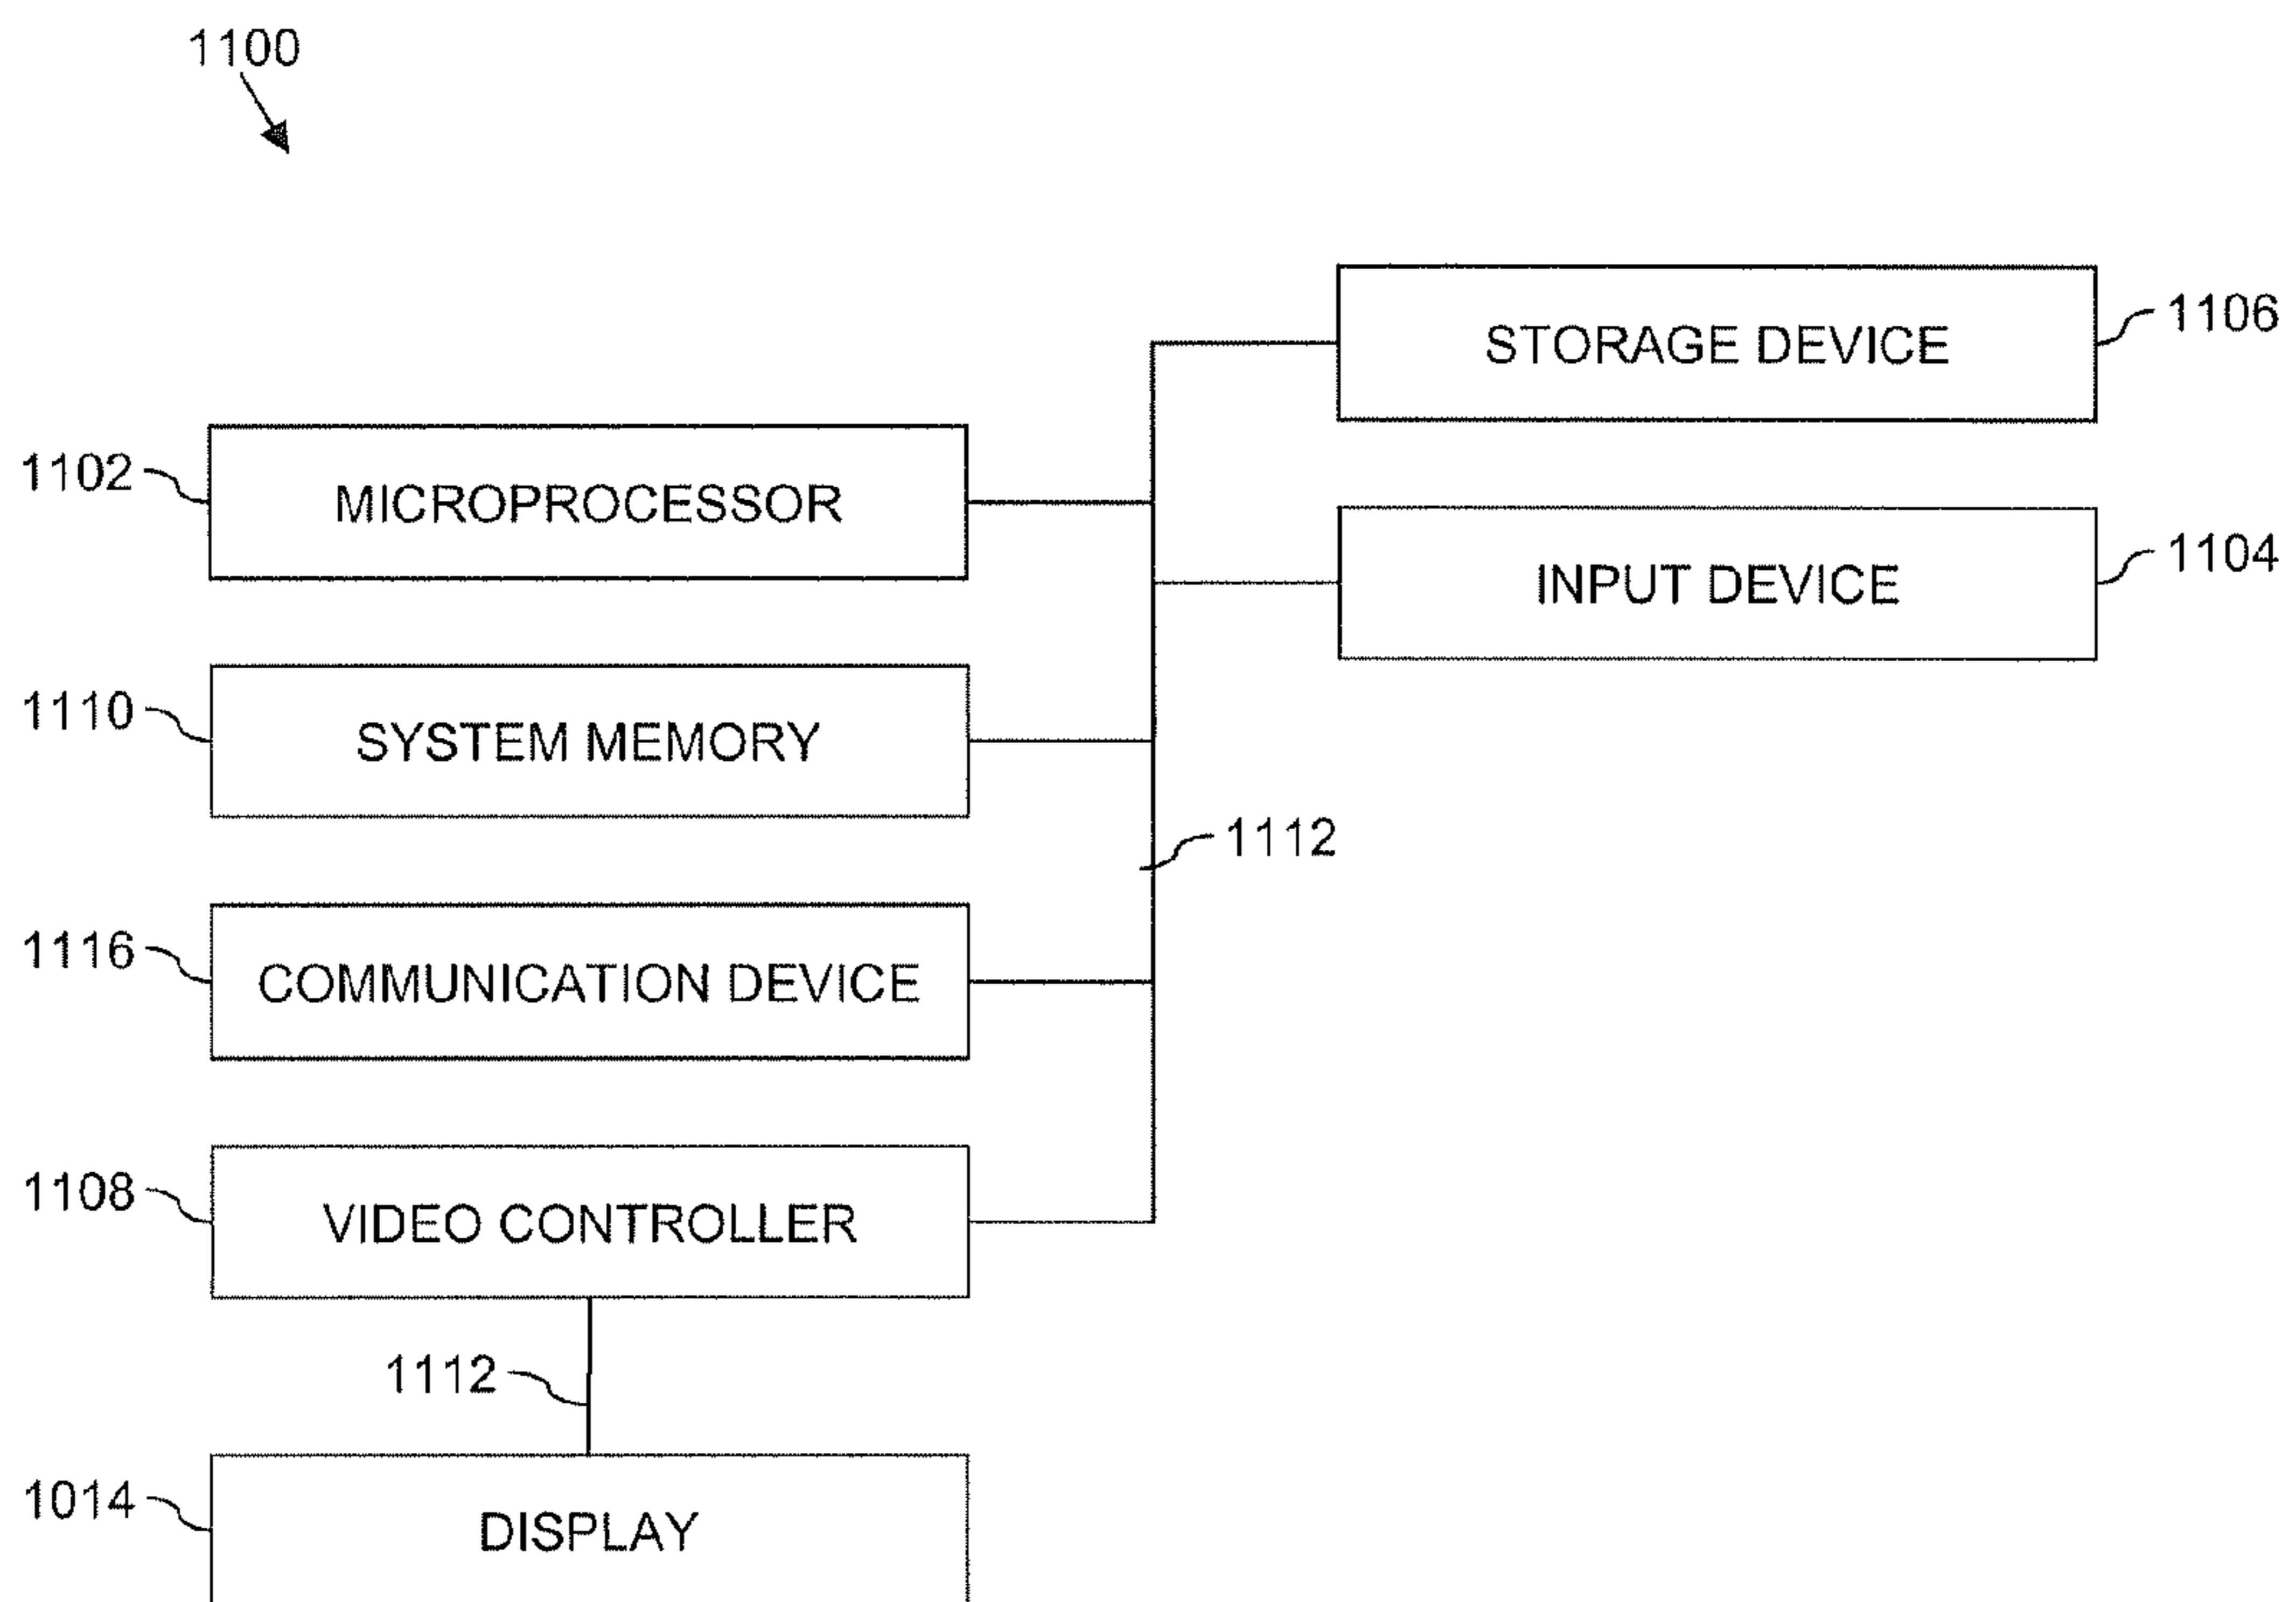 1100
STORAGE DEVICE
1106
1102
MICROPROCESSOR
INPUT DEVICE
1104
1110
SYSTEM MEMORY
1112
1116
COMMUNICATION DEVICE
1108
VIDEO CONTROLLER
1112
1014
DISPLAY